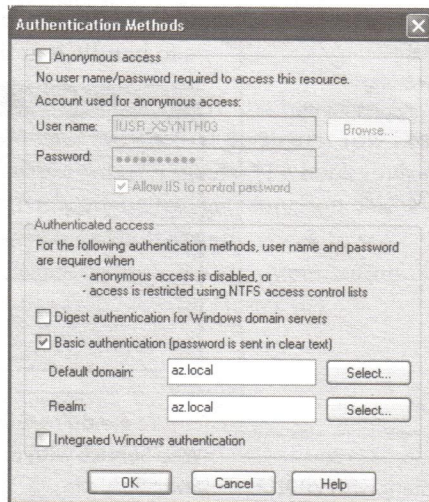 Authentication Methods
Anonymous access
No user name/password required to access this resource.
Account used for anonymous access:
User name: IUSR_XSYNTH03 Browse...
Password: ••••••••••
Allow IIS to control password
Authenticated access
For the following authentication methods, user name and password
are required when
- anonymous access is disabled, or
- access is restricted using NTFS access control lists
Digest authentication for Windows domain servers
Basic authentication (password is sent in clear text)
Default domain: az.local Select...
Realm: az.local Select...
Integrated Windows authentication
OK Cancel Help